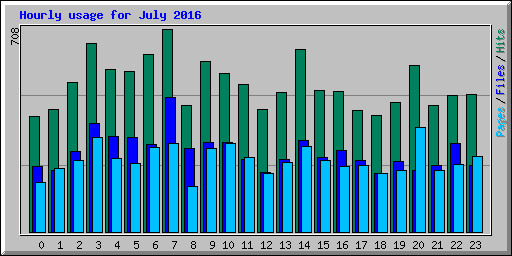 Hourly usage for July 2016
708
Pages / Files / Hits
0 1 2 3 4 5 6 7 8 9 10 11 12 13 14 15 16 17 18 19 20 21 22 23